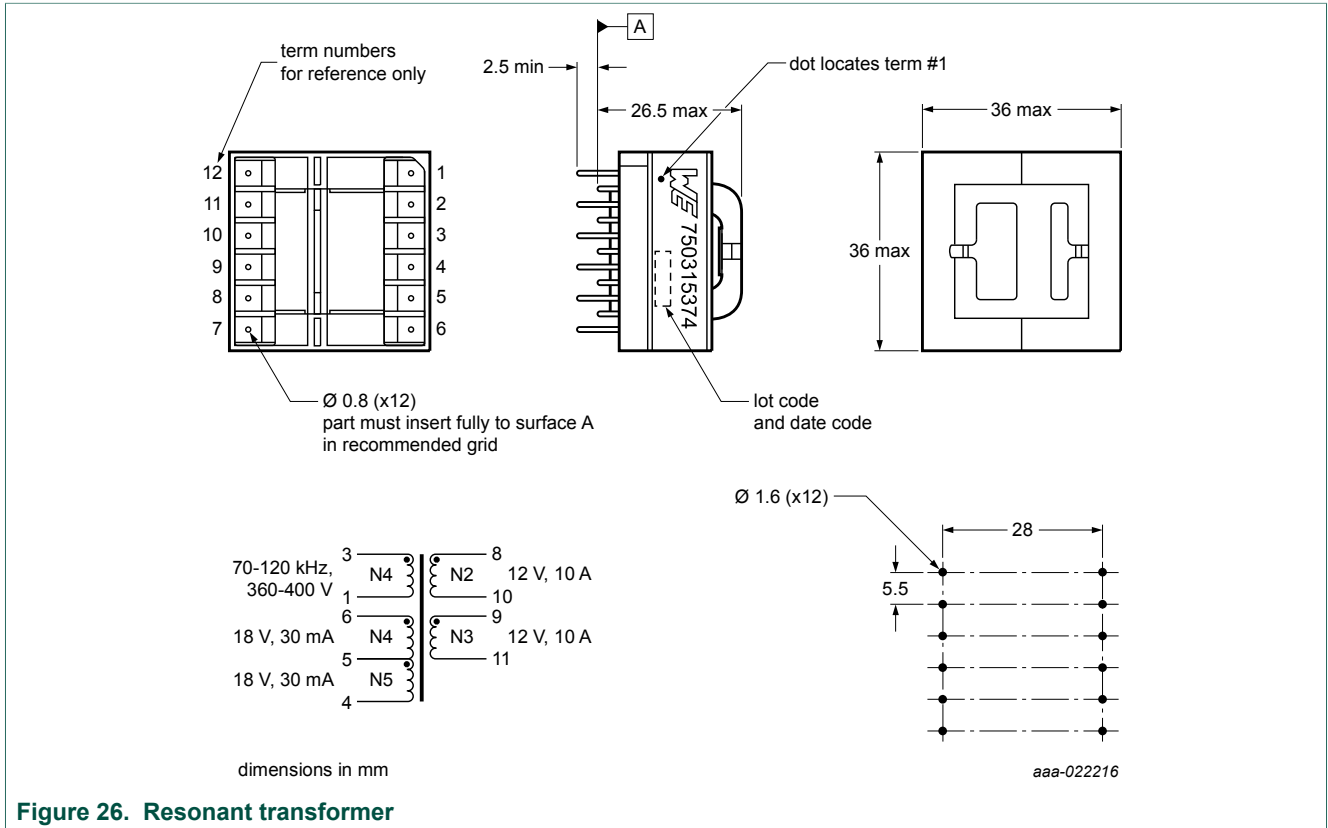 term numbers
for reference only
12
11
10
9
8
7
1
2
3
4
5
6
Ø 0.8 (x12)
part must insert fully to surface A
in recommended grid
A
2.5 min
26.5 max
dot locates term #1
WE 750315374
lot code
and date code
36 max
36 max
70-120 kHz,
360-400 V
3
1
N4
18 V, 30 mA
6
N4
5
18 V, 30 mA
N5
4
8
N2
12 V, 10 A
10
9
N3
12 V, 10 A
11
Ø 1.6 (x12)
28
5.5
dimensions in mm
aaa-022216
Figure 26. Resonant transformer